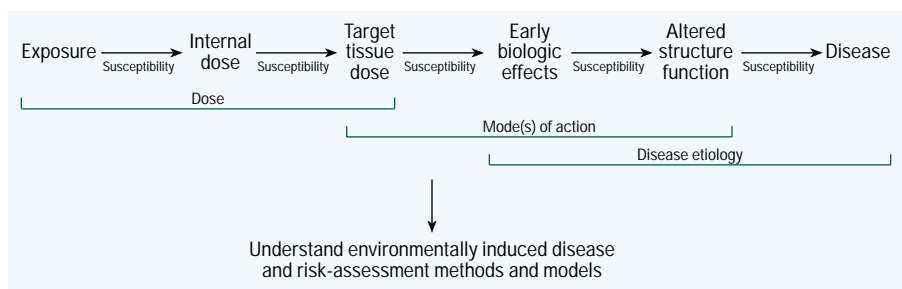 Exposure
Susceptibility
Internal
dose
Susceptibility
Target
tissue
dose
Susceptibility
Early
biologic
effects
Susceptibility
Altered
structure
function
Susceptibility
Disease
Dose
Mode(s) of action
Disease etiology
Understand environmentally induced disease
and risk-assessment methods and models